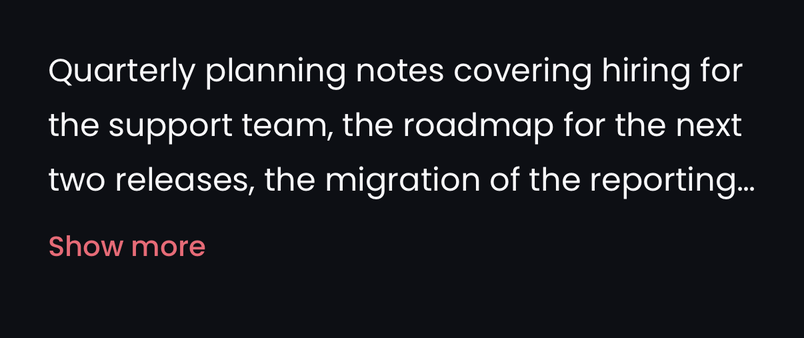 Quarterly planning notes covering hiring for
the support team, the roadmap for the next
two releases, the migration of the reporting...
Show more